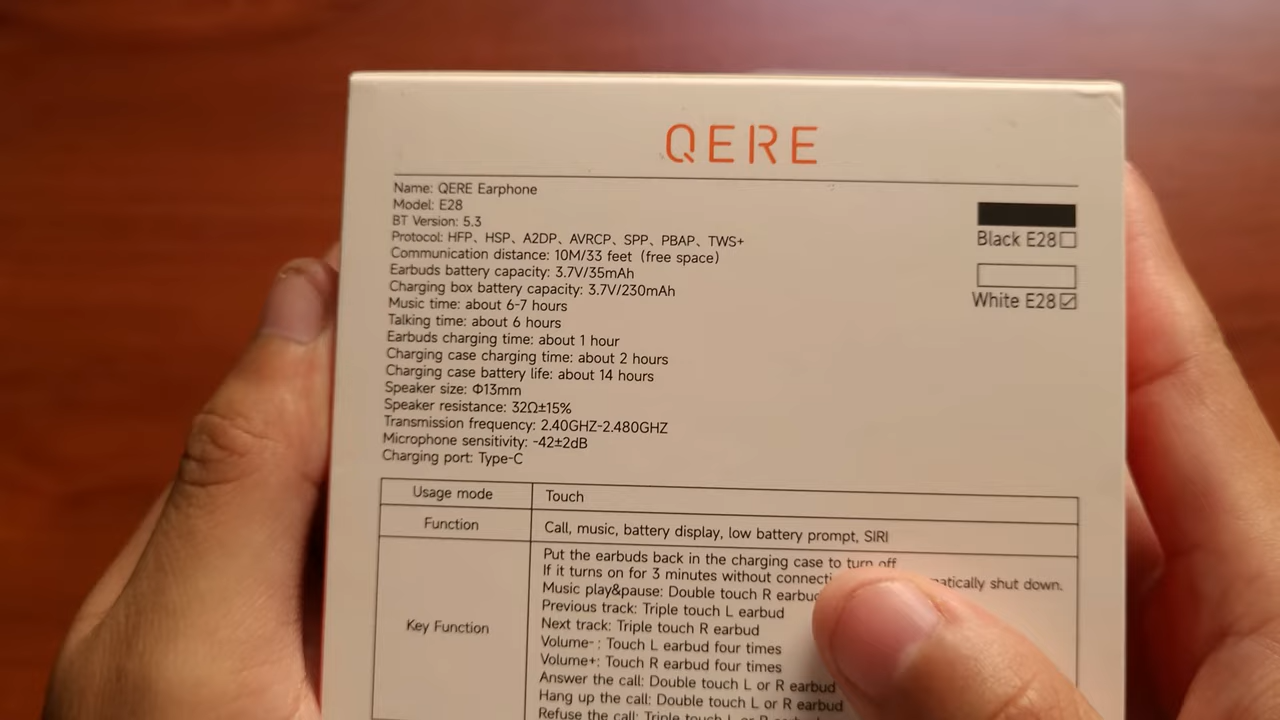 QERE
Name: QERE Earphone
Model: E28
BT Version: 5.3
Protocol: HFP、HSP、A2DP、AVRCP、SPP、PBAP、TWS+
Communication distance: 10M/33 feet (free space)
Earbuds battery capacity: 3.7V/35mAh
Charging box battery capacity: 3.7V/230mAh
Music time: about 6-7 hours
Talking time: about 6 hours
Earbuds charging time: about 1 hour
Charging case charging time: about 2 hours
Charging case battery life: about 14 hours
Speaker size: Φ13mm
Speaker resistance: 32Ω±15%
Transmission frequency: 2.40GHZ-2.480GHZ
Microphone sensitivity: -42±2dB
Charging port: Type-C
Black E28
White E28
Usage mode
Touch
Function
Call, music, battery display, low battery prompt, SIRI
Key Function
Put the earbuds back in the charging case to turn off
If it turns on for 3 minutes without shut down.
Music play&pause: Double touch R
Previous track: Triple touch L earbud
Next track: Triple touch R earbud
Volume- : Touch L earbud four times
Volume+: Touch R earbud four times
Answer the call: Double touch L or R earbud
Hang up the call: Double touch L or R earbud
Refuse the call: Triple touch L or R earbud